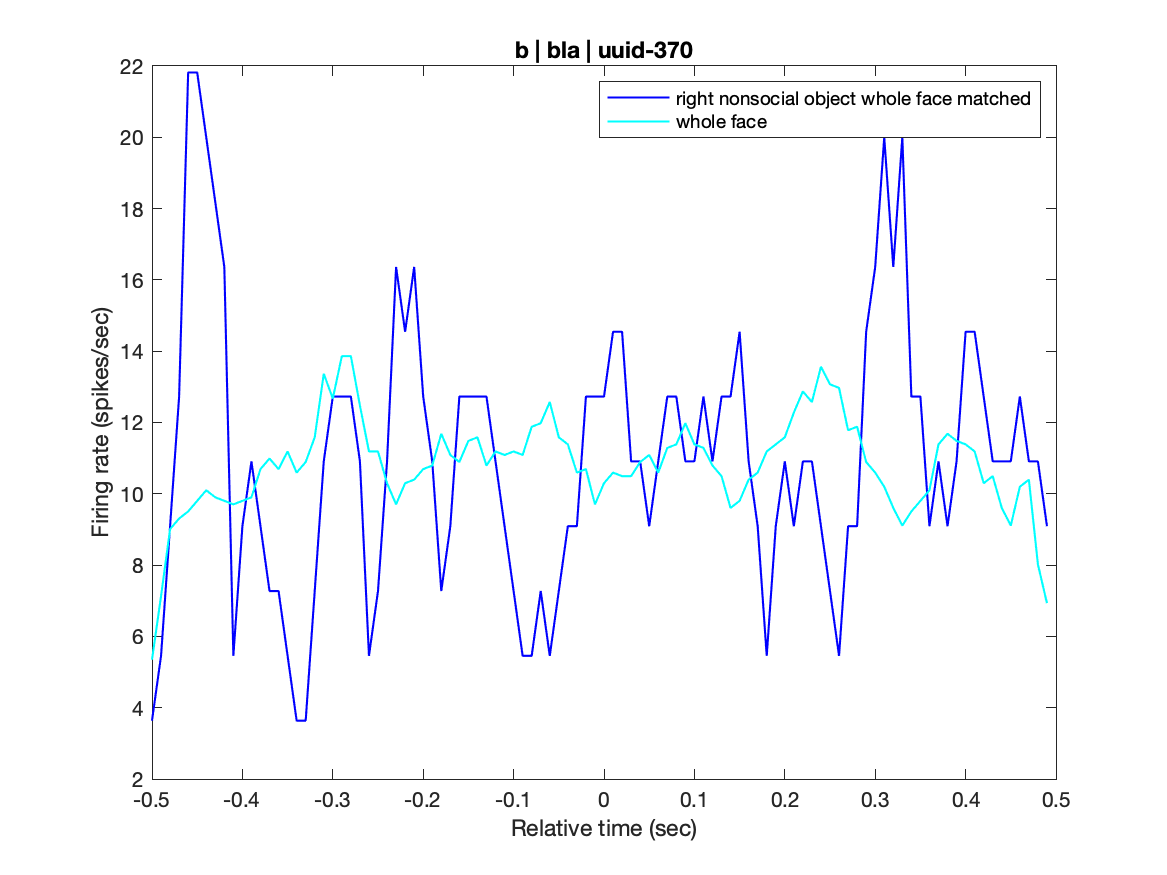 b | bla | uuid-370
right nonsocial object whole face matched
whole face
Firing rate (spikes/sec)
22
20
18
16
14
12
10
8
6
4
2
-0.5 -0.4 -0.3 -0.2 -0.1 0 0.1 0.2 0.3 0.4 0.5
Relative time (sec)